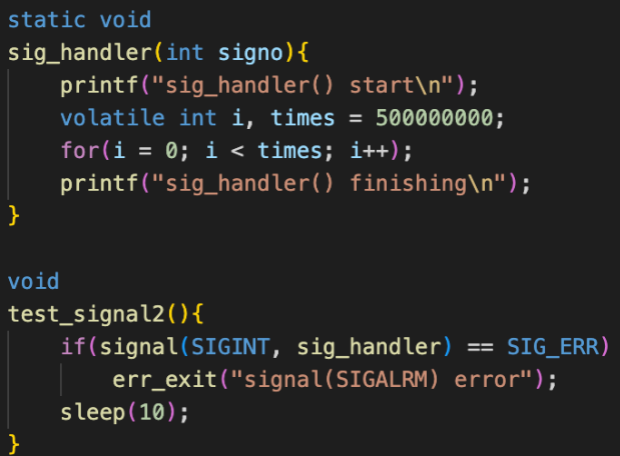 static void
sig_handler(int signo){
    printf("sig_handler() start\n");
    volatile int i, times = 500000000;
    for(i = 0; i < times; i++);
    printf("sig_handler() finishing\n");
}

void
test_signal2(){
    if(signal(SIGINT, sig_handler) == SIG_ERR)
        err_exit("signal(SIGALRM) error");
    sleep(10);
}